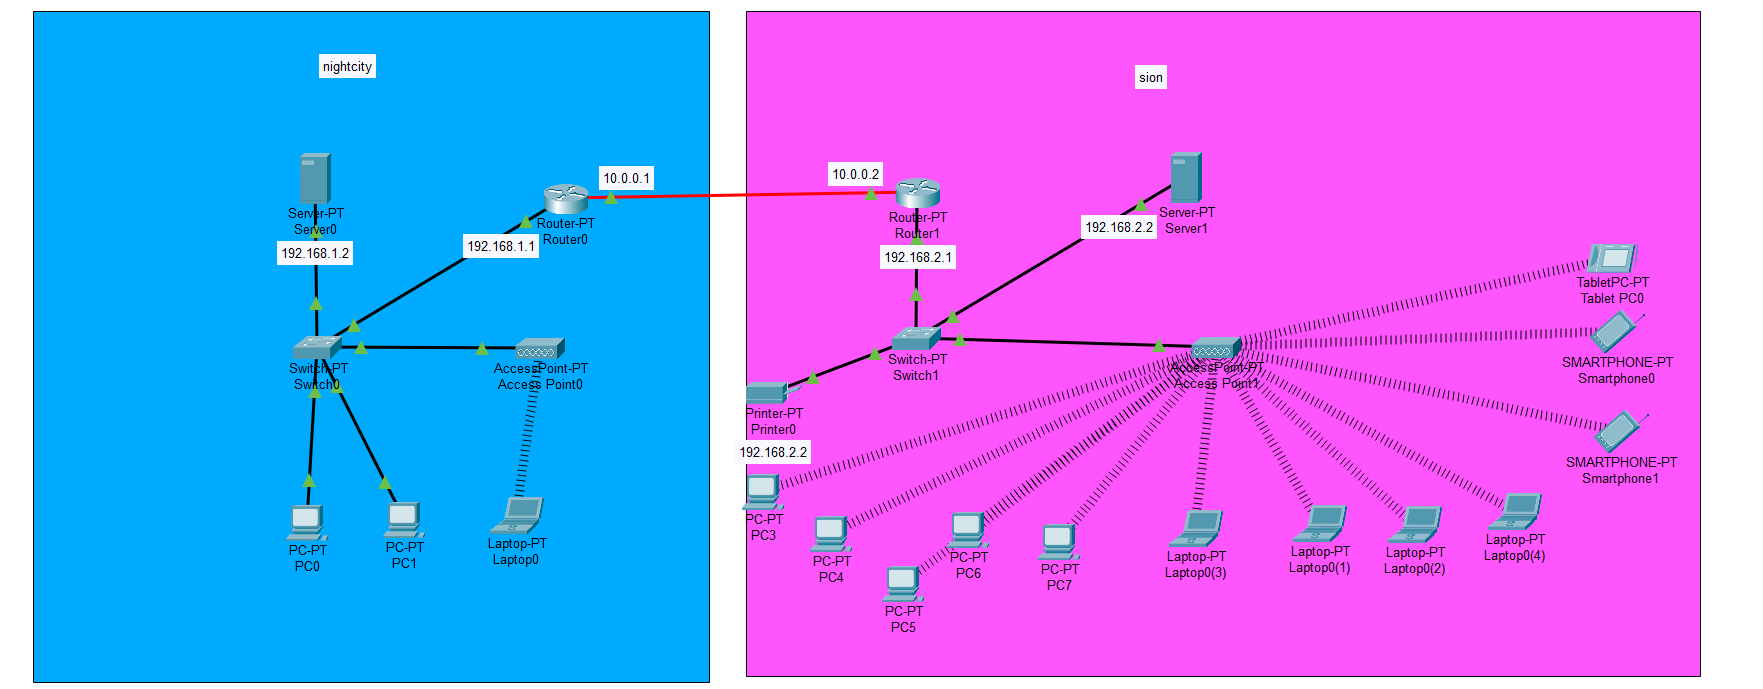 nightcity
Server-PT
Server0
192.168.1.2
Router-PT
Router0
10.0.0.1
192.168.1.1
Switch-PT
Switch0
AccessPoint-PT
Access Point0
PC-PT
PC0
PC-PT
PC1
Laptop-PT
Laptop0
sion
10.0.0.2
Router-PT
Router1
192.168.2.1
Server-PT
Server1
192.168.2.2
Switch-PT
Switch1
AccessPoint-PT
Access Point1
Printer-PT
Printer0
192.168.2.2
TabletPC-PT
Tablet PC0
SMARTPHONE-PT
Smartphone0
SMARTPHONE-PT
Smartphone1
PC-PT
PC3
PC-PT
PC4
PC-PT
PC5
PC-PT
PC6
PC-PT
PC7
Laptop-PT
Laptop0(3)
Laptop-PT
Laptop0(1)
Laptop-PT
Laptop0(2)
Laptop-PT
Laptop0(4)